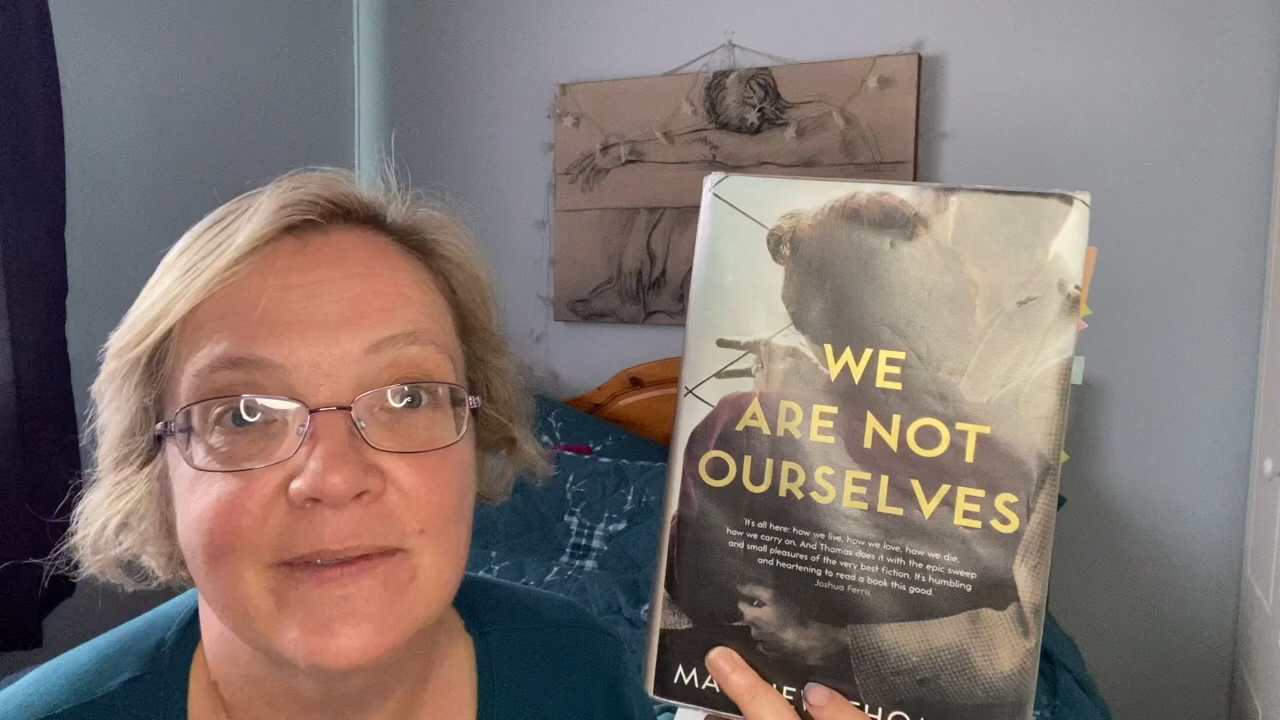 WE
ARE NOT
OURSELVES
'It's all here: how we live, how we love, how we die,
how we carry on. And Thomas does it with the epic sweep
and small pleasures of the very best fiction. It's humbling
and heartening to read a book this good.'
Joshua Ferris